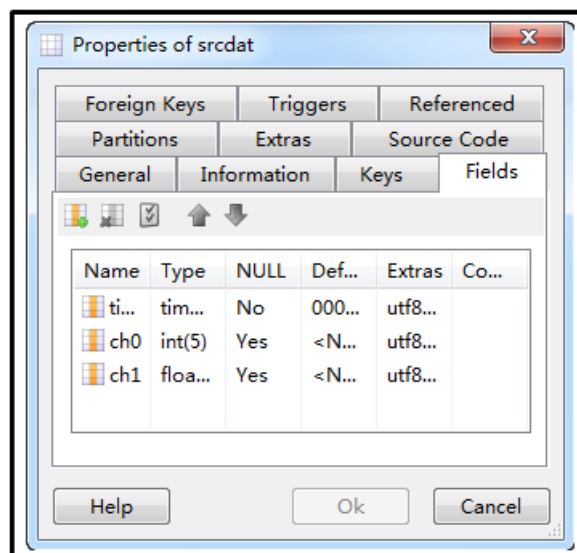 Properties of srcdat
Foreign Keys Triggers Referenced
Partitions Extras Source Code
General Information Keys Fields
Name Type NULL Def... Extras Co...
ti... tim... No 000... utf8...
ch0 int(5) Yes <N... utf8...
ch1 floa... Yes <N... utf8...
Help Ok Cancel